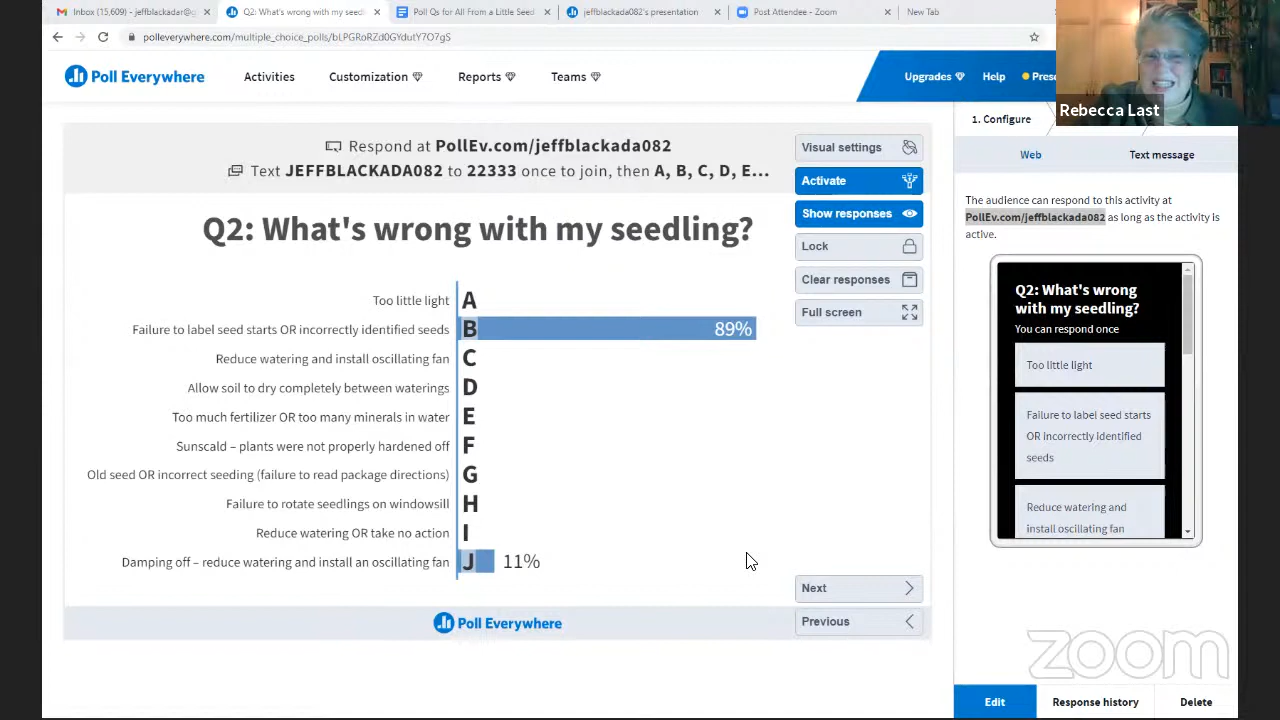 Inbox (15,609) - jeffblackadar@g
Q2: What's wrong with my seedl
Poll Qs for All From a Little Seed
jeffblackada082's presentation
Post Attendee - Zoom
New Tab
polleverywhere.com/multiple_choice_polls/bLPGRoRZd0GYdutY7O7gS
Poll Everywhere
Activities
Customization
Reports
Teams
Upgrades
Help
Prese
Rebecca Last
1. Configure
Web
Text message
Respond at PollEv.com/jeffblackada082
Text JEFFBLACKADA082 to 22333 once to join, then A, B, C, D, E...
Q2: What's wrong with my seedling?
Too little light A
Failure to label seed starts OR incorrectly identified seeds B 89%
Reduce watering and install oscillating fan C
Allow soil to dry completely between waterings D
Too much fertilizer OR too many minerals in water E
Sunscald – plants were not properly hardened off F
Old seed OR incorrect seeding (failure to read package directions) G
Failure to rotate seedlings on windowsill H
Reduce watering OR take no action I
Damping off – reduce watering and install an oscillating fan J 11%
Poll Everywhere
Visual settings
Activate
Show responses
Lock
Clear responses
Full screen
Next
Previous
The audience can respond to this activity at
PollEv.com/jeffblackada082 as long as the activity is
active.
Q2: What's wrong
with my seedling?
You can respond once
Too little light
Failure to label seed starts
OR incorrectly identified
seeds
Reduce watering and
install oscillating fan
zoom
Edit
Response history
Delete